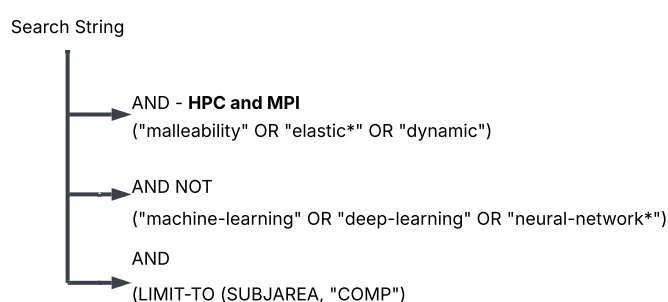 Search String
AND - HPC and MPI
("malleability" OR "elastic*" OR "dynamic")
AND NOT
("machine-learning" OR "deep-learning" OR "neural-network*")
AND
(LIMIT-TO (SUBJAREA, "COMP")